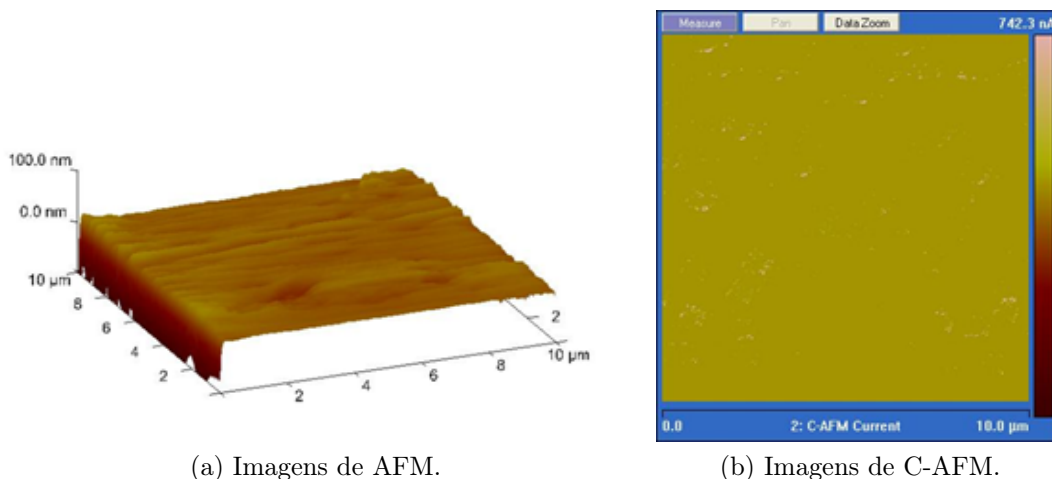 100.0 nm
0.0 nm
10 µm
8
6
4
2
2
4
6
8
10 µm
2
Measure
Pan
Data Zoom
742.3 nA
0.0
2: C-AFM Current
10.0 µm
(a) Imagens de AFM.
(b) Imagens de C-AFM.